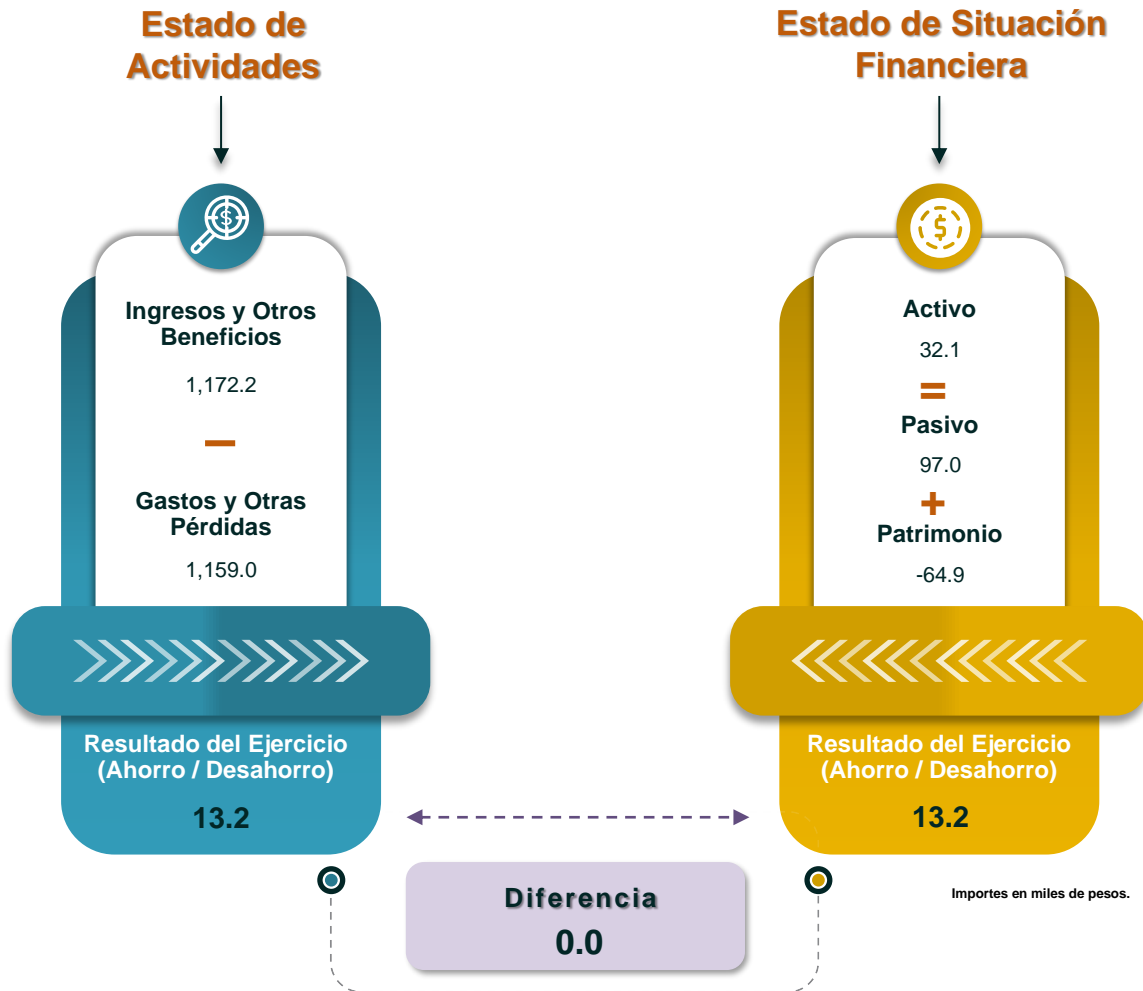 Estado de
Actividades
Ingresos y Otros
Beneficios
1,172.2
−
Gastos y Otras
Pérdidas
1,159.0
Resultado del Ejercicio
(Ahorro / Desahorro)
13.2
Estado de Situación
Financiera
$
Activo
32.1
=
Pasivo
97.0
+
Patrimonio
-64.9
Resultado del Ejercicio
(Ahorro / Desahorro)
13.2
Diferencia
0.0
Importes en miles de pesos.